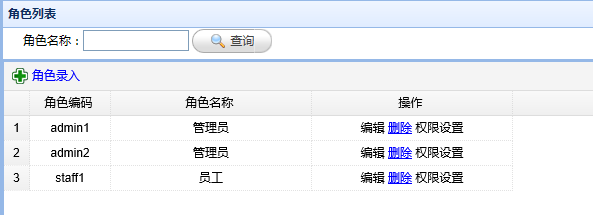 角色列表
角色名称： 查询
角色录入
角色编码 角色名称 操作
1 admin1 管理员 编辑 删除 权限设置
2 admin2 管理员 编辑 删除 权限设置
3 staff1 员工 编辑 删除 权限设置